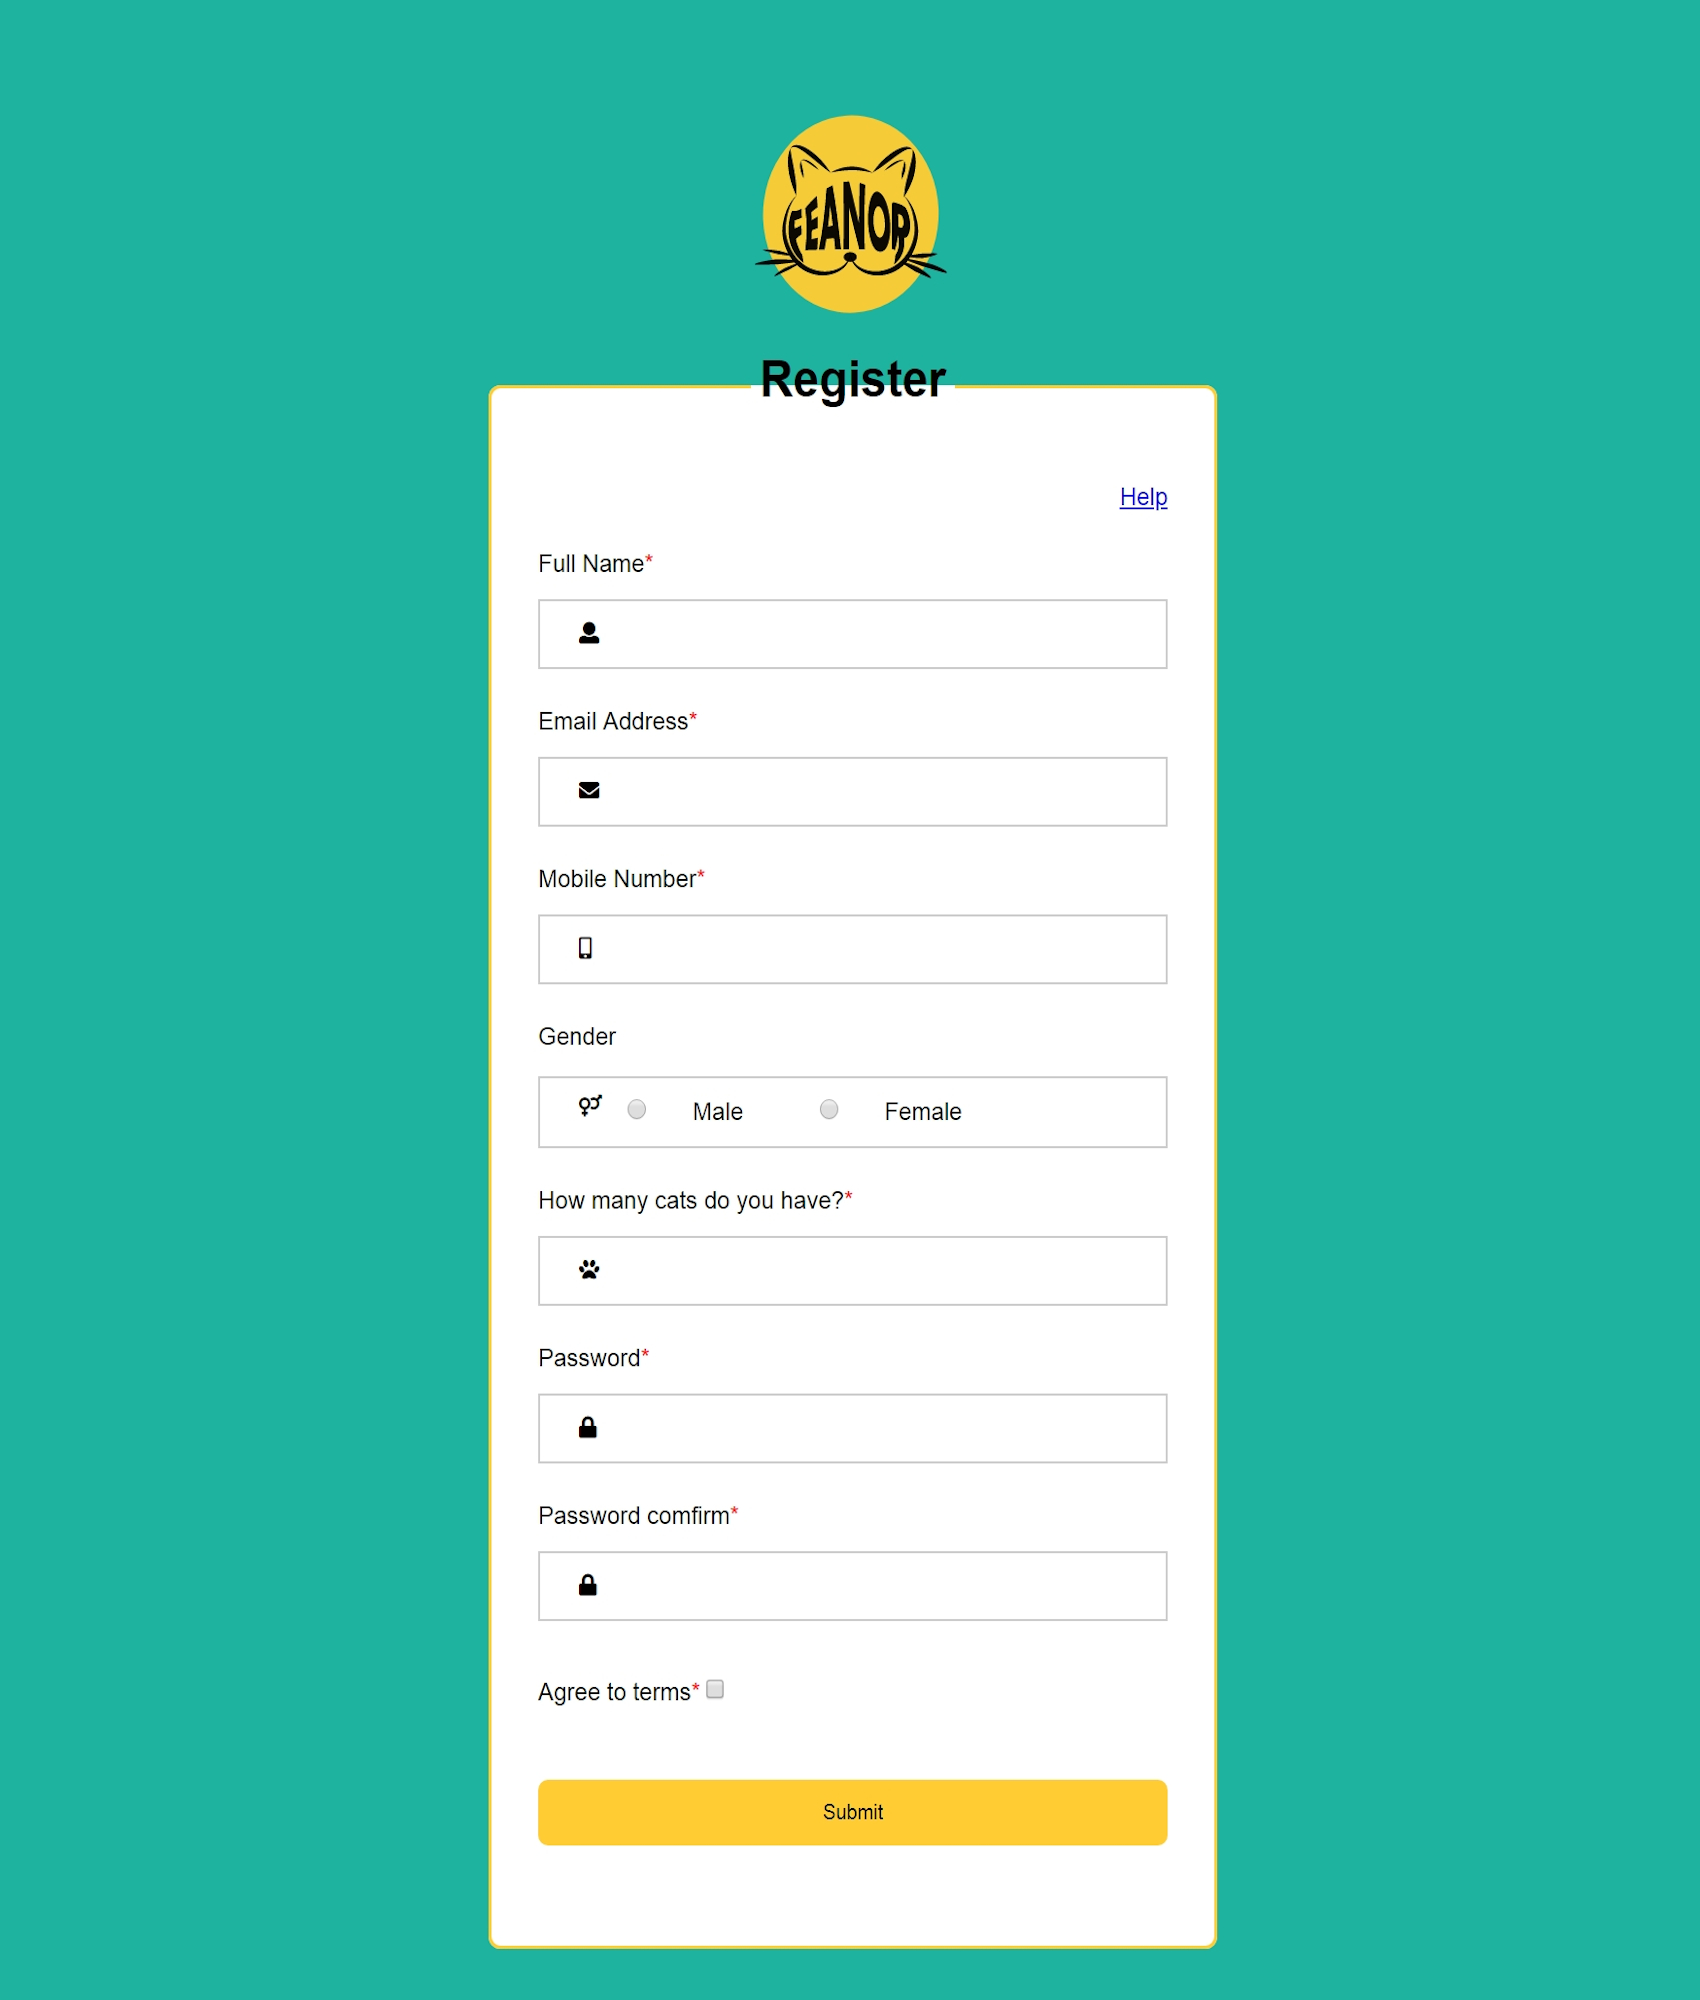 FEANOR
Register
Help
Full Name*
Email Address*
Mobile Number*
Gender
Male Female
How many cats do you have?*
Password*
Password comfirm*
Agree to terms*
Submit